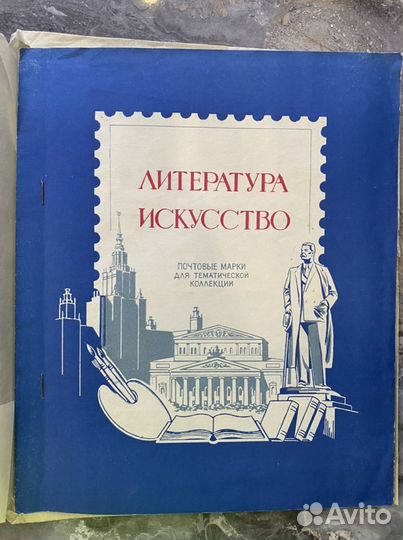 ЛИТЕРАТУРА
ИСКУССТВО
ПОЧТОВЫЕ МАРКИ
ДЛЯ ТЕМАТИЧЕСКОЙ
КОЛЛЕКЦИИ
Avito